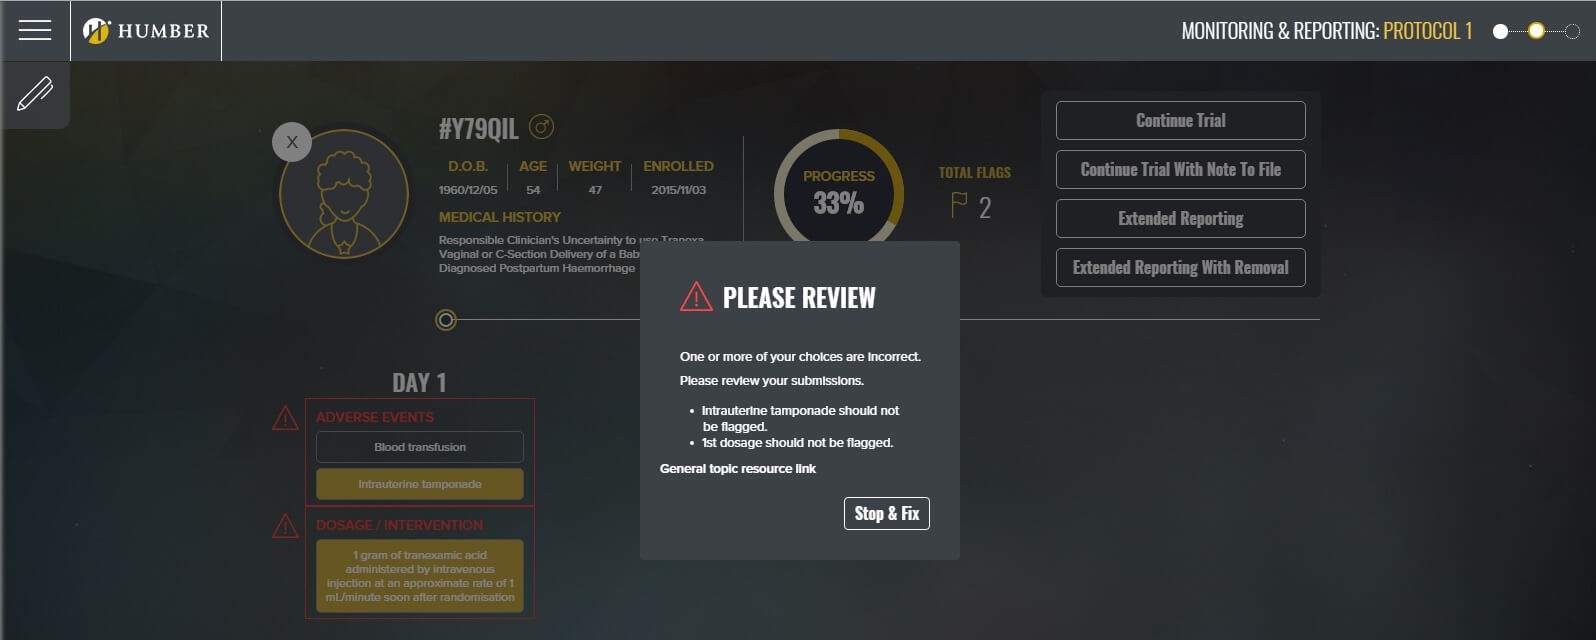 HUMBER
MONITORING & REPORTING: PROTOCOL 1
X
#Y79QIL
D.O.B.
AGE
WEIGHT
ENROLLED
1960/12/05
54
47
2015/11/03
MEDICAL HISTORY
Responsible Clinician's Uncertainty to use Tranexa
Vaginal or C-Section Delivery of a Bab
Diagnosed Postpartum Haemorrhage
PROGRESS
33%
TOTAL FLAGS
2
Continue Trial
Continue Trial With Note To File
Extended Reporting
Extended Reporting With Removal
DAY 1
ADVERSE EVENTS
Blood transfusion
Intrauterine tamponade
DOSAGE / INTERVENTION
1 gram of tranexamic acid
administered by intravenous
injection at an approximate rate of 1
mL/minute soon after randomisation
PLEASE REVIEW
One or more of your choices are incorrect.
Please review your submissions.
• Intrauterine tamponade should not
be flagged.
• 1st dosage should not be flagged.
General topic resource link
Stop & Fix